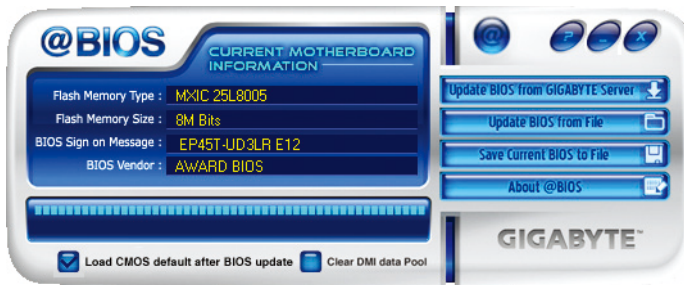 @BIOS
CURRENT MOTHERBOARD
INFORMATION
Flash Memory Type : MXIC 25L8005
Flash Memory Size : 8M Bits
BIOS Sign on Message : EP45T-UD3LR E12
BIOS Vendor : AWARD BIOS
Load CMOS default after BIOS update Clear DMI data Pool
@ ? - X
Update BIOS from GIGABYTE Server
Update BIOS from File
Save Current BIOS to File
About @BIOS
GIGABYTE™